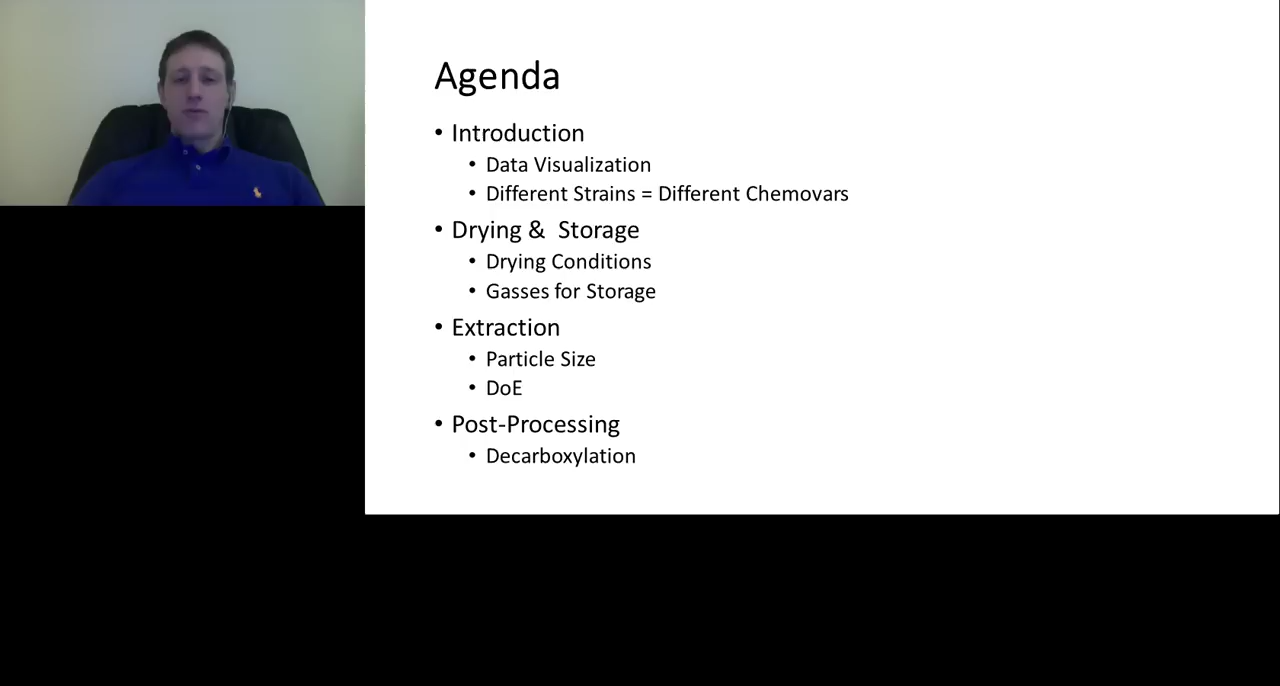 Agenda
• Introduction
• Data Visualization
• Different Strains = Different Chemovars
• Drying &  Storage
• Drying Conditions
• Gasses for Storage
• Extraction
• Particle Size
• DoE
• Post-Processing
• Decarboxylation